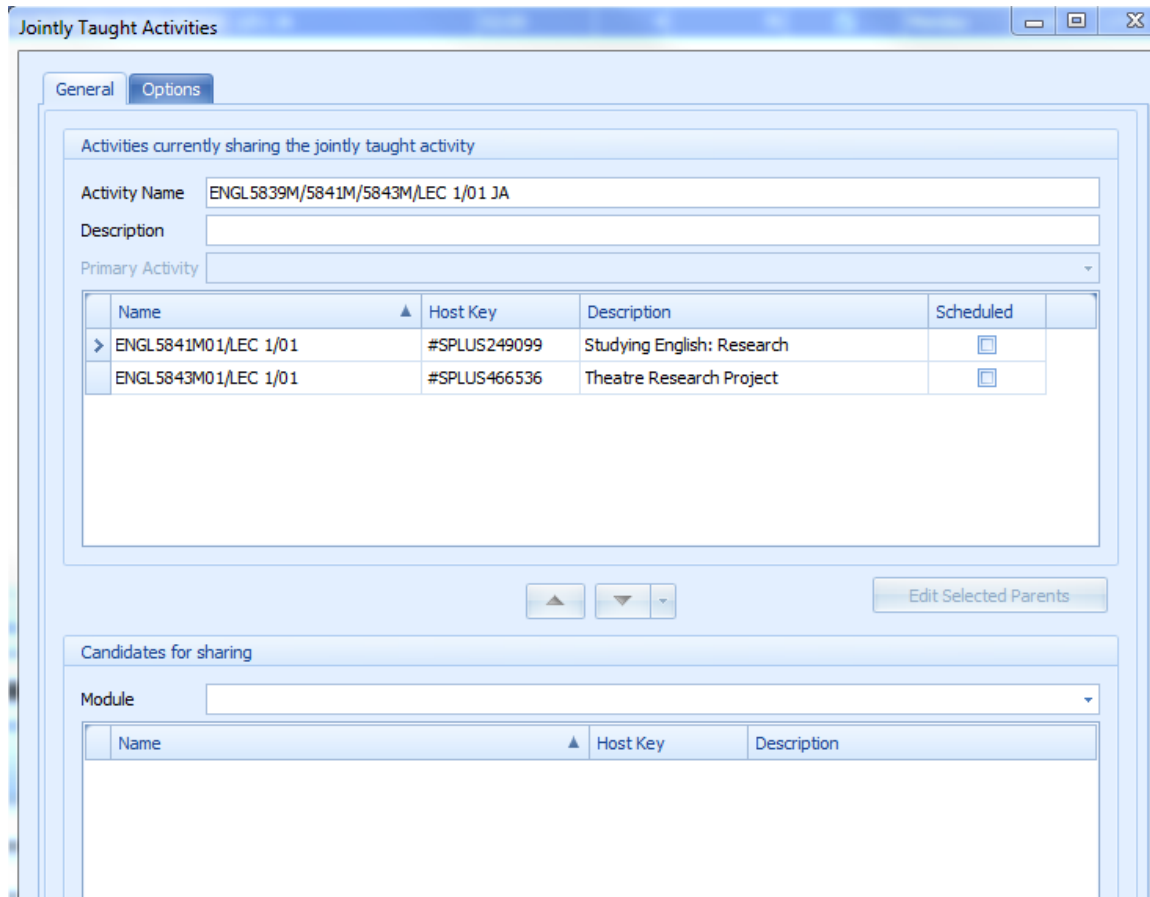 Jointly Taught Activities
General Options
Activities currently sharing the jointly taught activity
Activity Name ENGL5839M/5841M/5843M/LEC 1/01 JA
Description
Primary Activity
Name Host Key Description Scheduled
ENGL5841M01/LEC 1/01 #SPLUS249099 Studying English: Research
ENGL5843M01/LEC 1/01 #SPLUS466536 Theatre Research Project
Edit Selected Parents
Candidates for sharing
Module
Name Host Key Description